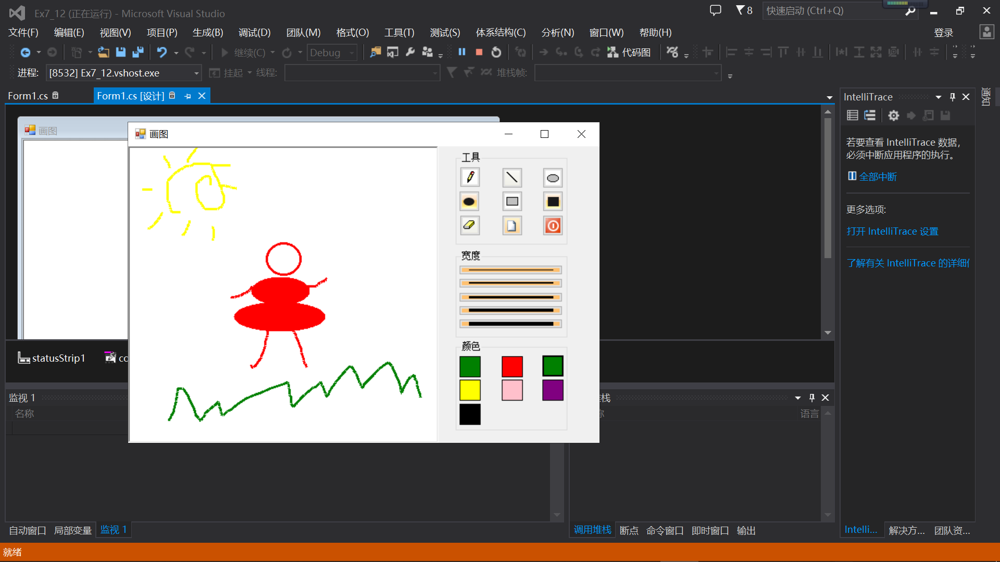 Ex7_12 (正在运行) - Microsoft Visual Studio
8
快速启动 (Ctrl+Q)
文件(F) 编辑(E) 视图(V) 项目(P) 生成(B) 调试(D) 团队(M) 格式(O) 工具(T) 测试(S) 体系结构(C) 分析(N) 窗口(W) 帮助(H)
登录
继续(C) Debug 代码图
进程: [8532] Ex7_12.vshost.exe 挂起 线程: 堆栈帧:
Form1.cs Form1.cs [设计]
画图
画图
工具
宽度
颜色
statusStrip1 co
监视 1
名称
栈
称
语言
自动窗口 局部变量 监视 1
调用堆栈 断点 命令窗口 即时窗口 输出
IntelliTrace
若要查看 IntelliTrace 数据,
必须中断应用程序的执行。
全部中断
更多选项:
打开 IntelliTrace 设置
了解有关 IntelliTrace 的详细
Intelli... 解决方... 团队资...
通知
就绪